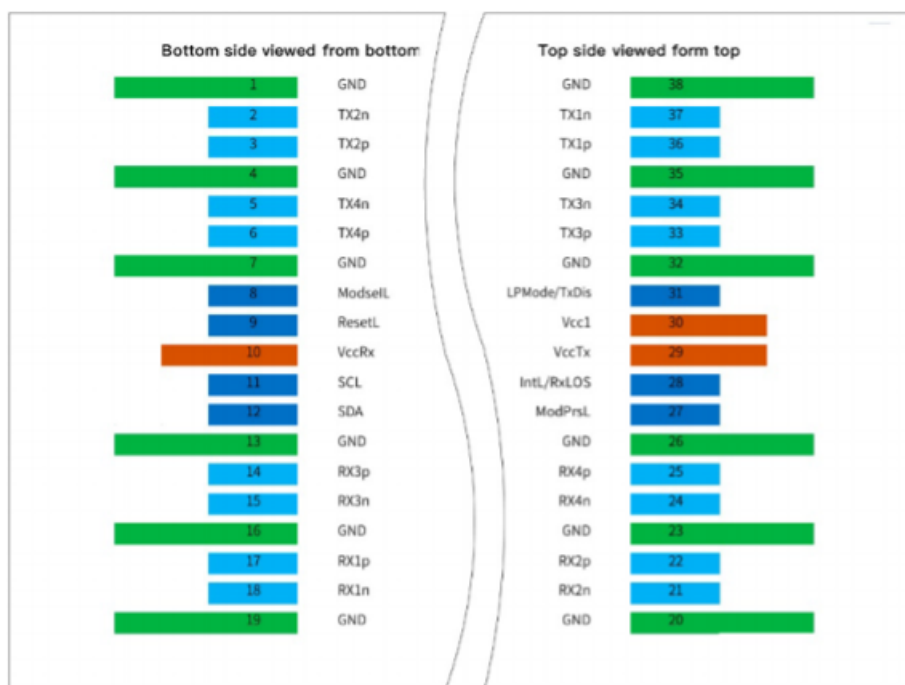 Bottom side viewed from bottom
Top side viewed form top
1 GND
GND 38
2 TX2n
TX1n 37
3 TX2p
TX1p 36
4 GND
GND 35
5 TX4n
TX3n 34
6 TX4p
TX3p 33
7 GND
GND 32
8 ModselL
LPMode/TxDis 31
9 ResetL
Vcc1 30
10 VccRx
VccTx 29
11 SCL
IntL/RxLOS 28
12 SDA
ModPrsL 27
13 GND
GND 26
14 RX3p
RX4p 25
15 RX3n
RX4n 24
16 GND
GND 23
17 RX1p
RX2p 22
18 RX1n
RX2n 21
19 GND
GND 20